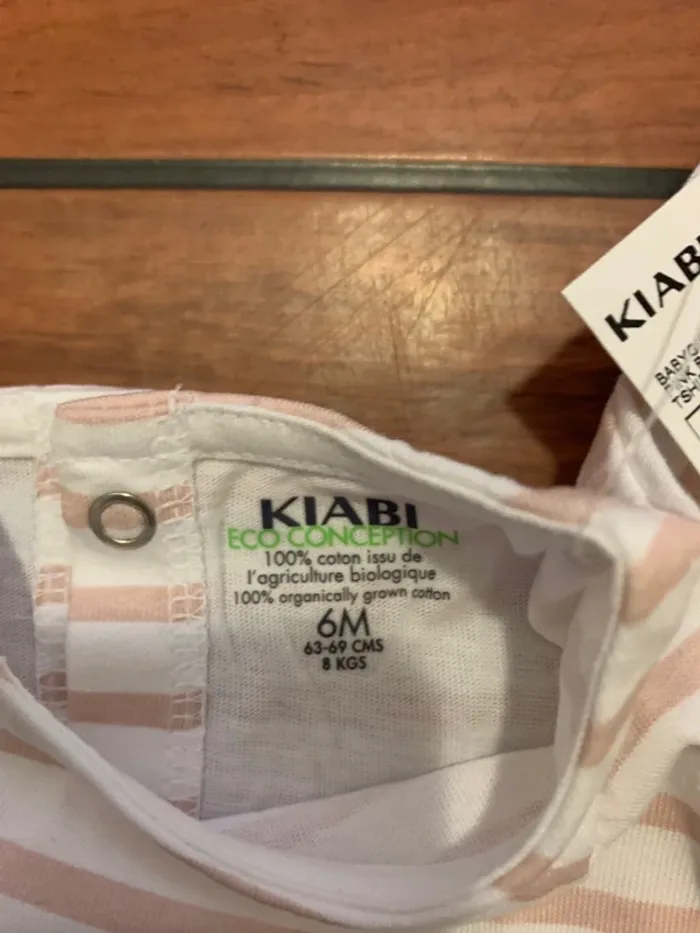 KIABI
ECO CONCEPTION
100% coton issu de
l'agriculture biologique
100% organically grown cotton
6M
63-69 CMS
8 KGS
KIABI